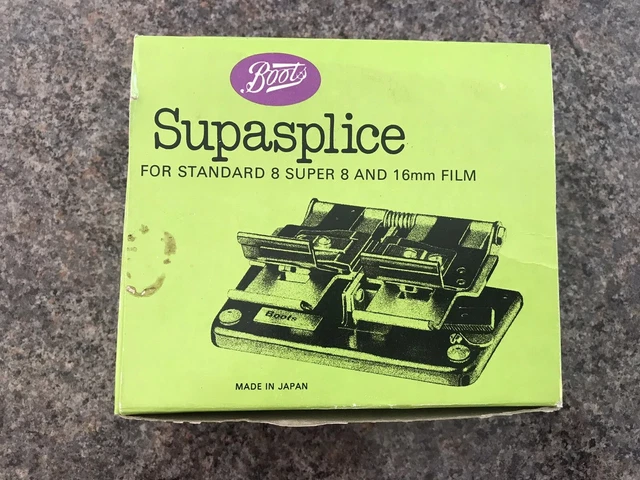 Boots
Supasplice
FOR STANDARD 8 SUPER 8 AND 16mm FILM
Boots
MADE IN JAPAN